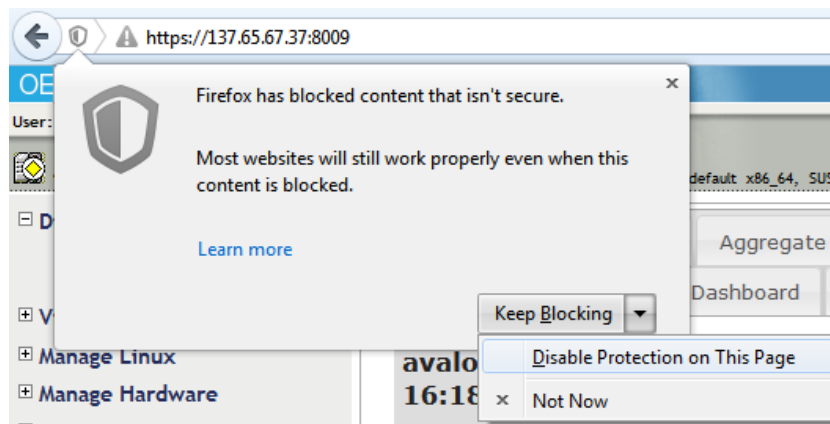 https://137.65.67.37:8009
OE
User:
Firefox has blocked content that isn't secure.
Most websites will still work properly even when this
content is blocked.
default x86_64, SUS
D
Learn more
Aggregate
Dashboard
Keep Blocking
V
Manage Linux
avalo
Disable Protection on This Page
Manage Hardware
16:18
Not Now